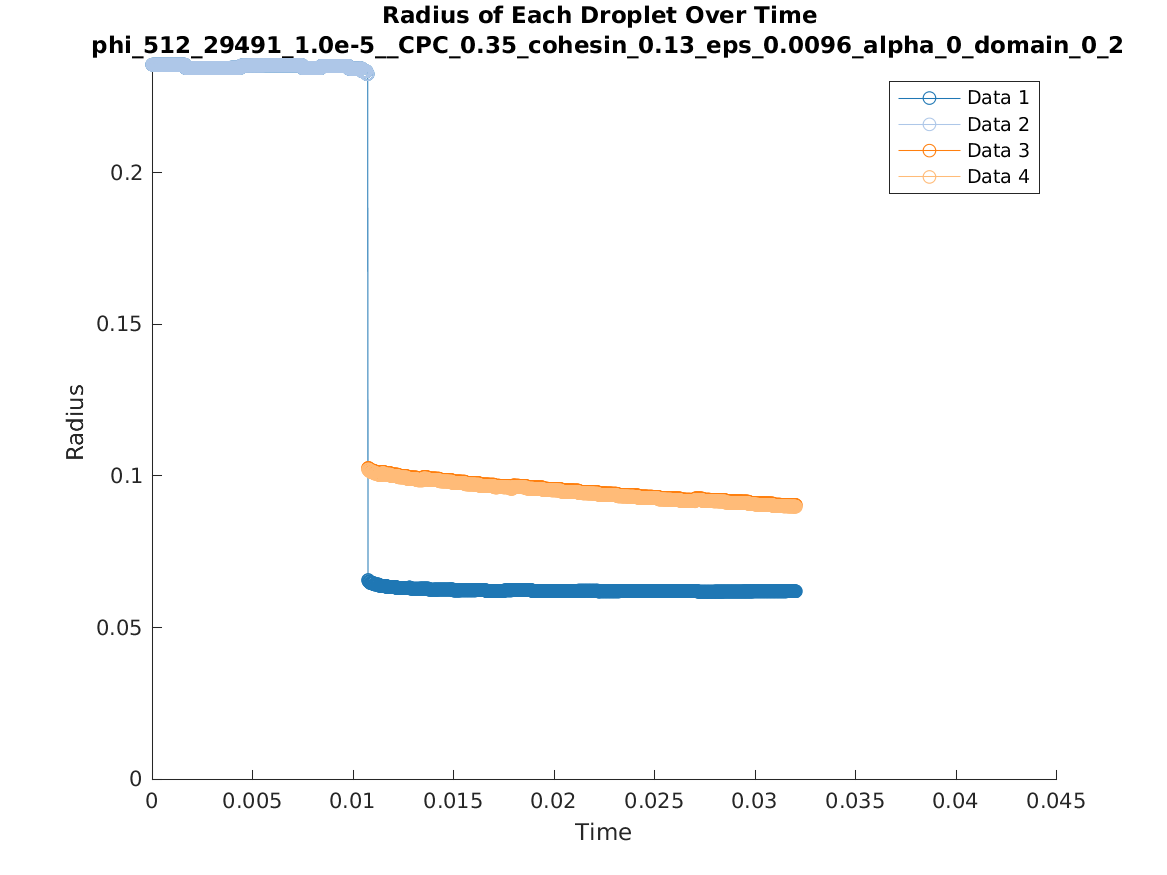 Radius of Each Droplet Over Time
phi_512_29491_1.0e-5__CPC_0.35_cohesin_0.13_eps_0.0096_alpha_0_domain_0_2
Data 1
Data 2
Data 3
Data 4
Radius
0.2
0.15
0.1
0.05
0
0 0.005 0.01 0.015 0.02 0.025 0.03 0.035 0.04 0.045
Time